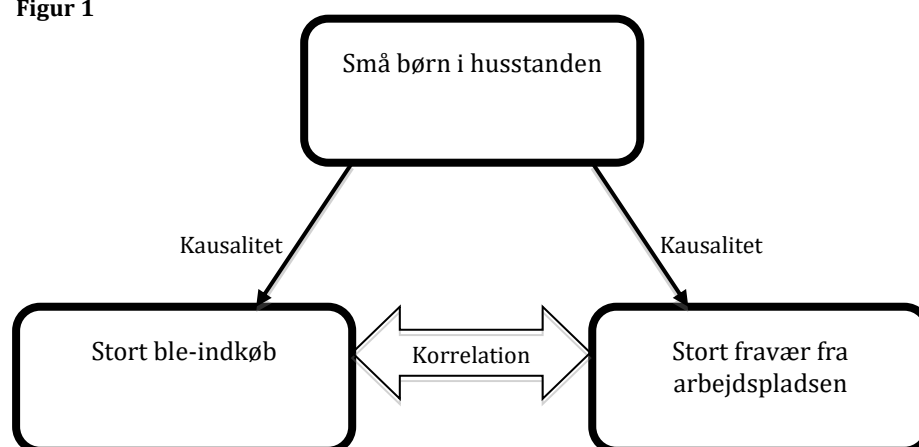 Figur 1
Små børn i husstanden
Kausalitet
Kausalitet
Stort ble-indkøb
Korrelation
Stort fravær fra
arbejdspladsen